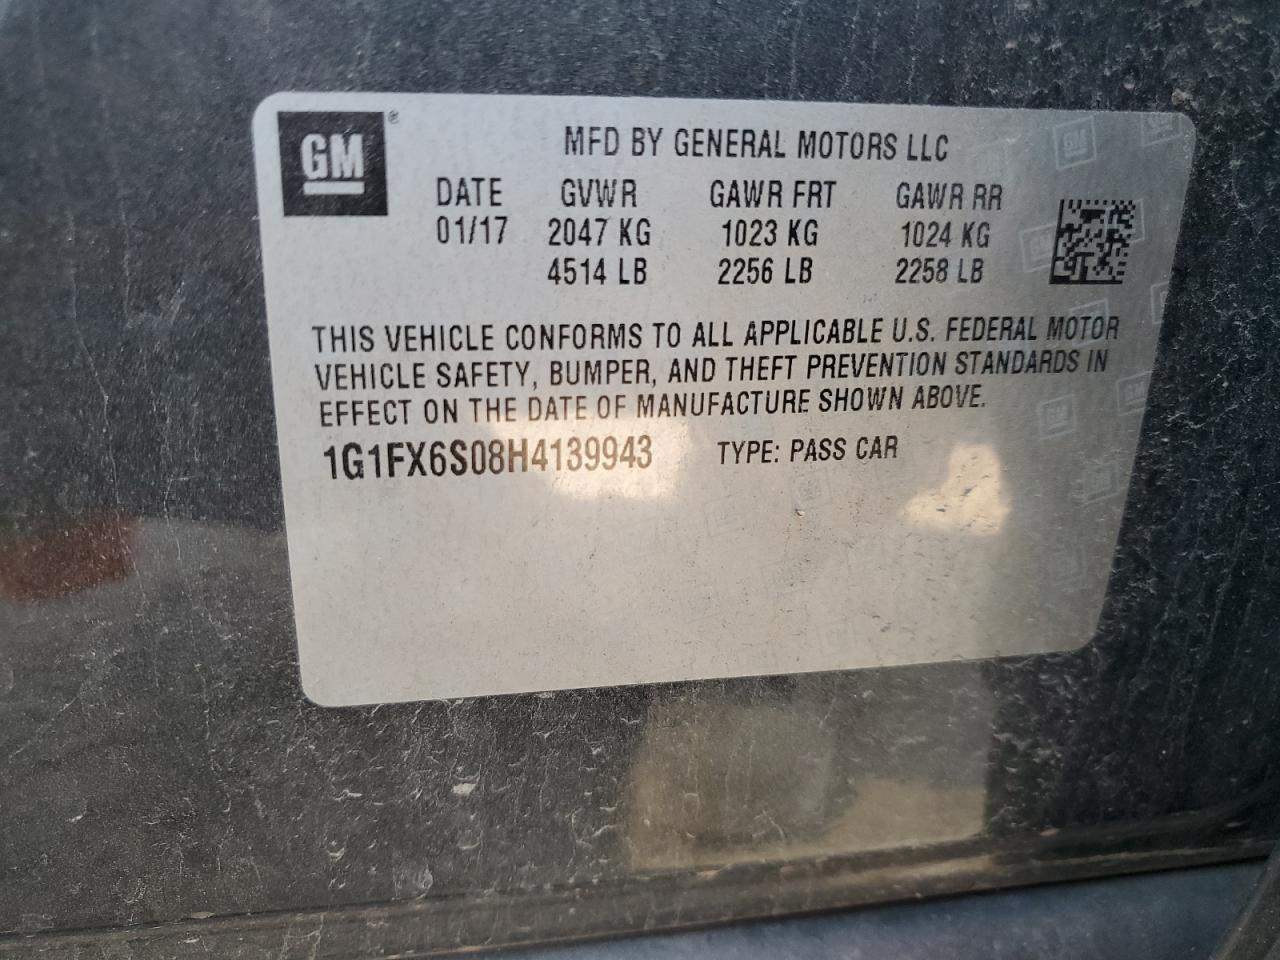 GM®
MFD BY GENERAL MOTORS LLC
DATE GVWR GAWR FRT GAWR RR
01/17 2047 KG 1023 KG 1024 KG
4514 LB 2256 LB 2258 LB
THIS VEHICLE CONFORMS TO ALL APPLICABLE U.S. FEDERAL MOTOR
VEHICLE SAFETY, BUMPER, AND THEFT PREVENTION STANDARDS IN
EFFECT ON THE DATE OF MANUFACTURE SHOWN ABOVE.
1G1FX6S08H4139943 TYPE: PASS CAR